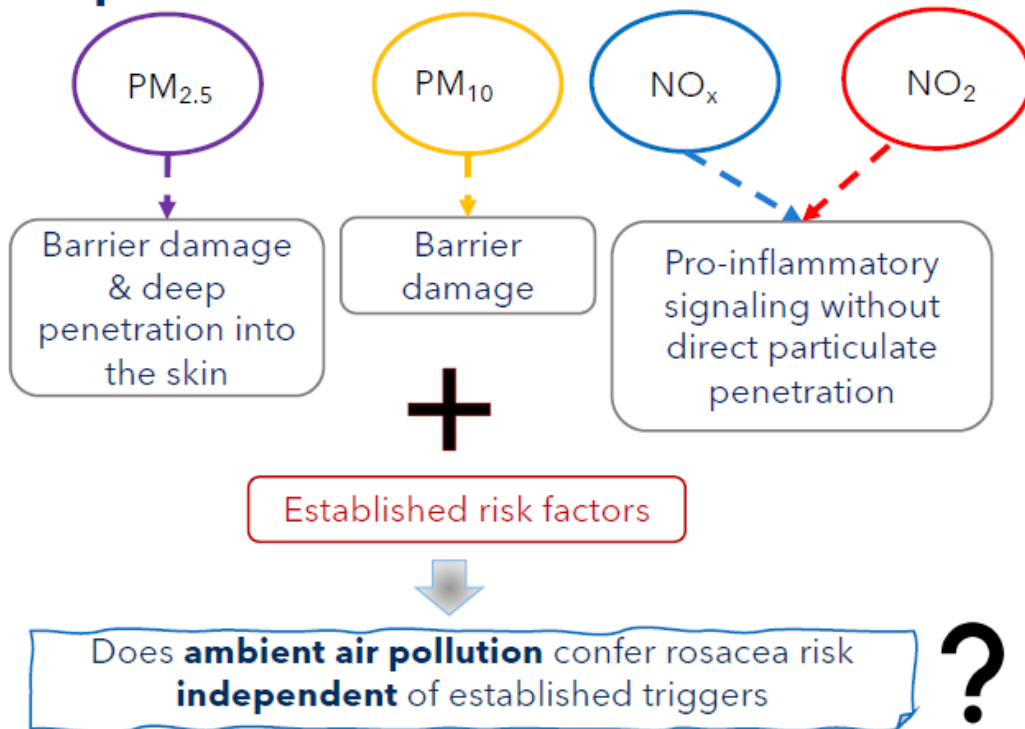 PM2.5
PM10
NOx
NO2
Barrier damage
& deep
penetration into
the skin
Barrier
damage
Pro-inflammatory
signaling without
direct particulate
penetration
+
Established risk factors
Does ambient air pollution confer rosacea risk
independent of established triggers
?